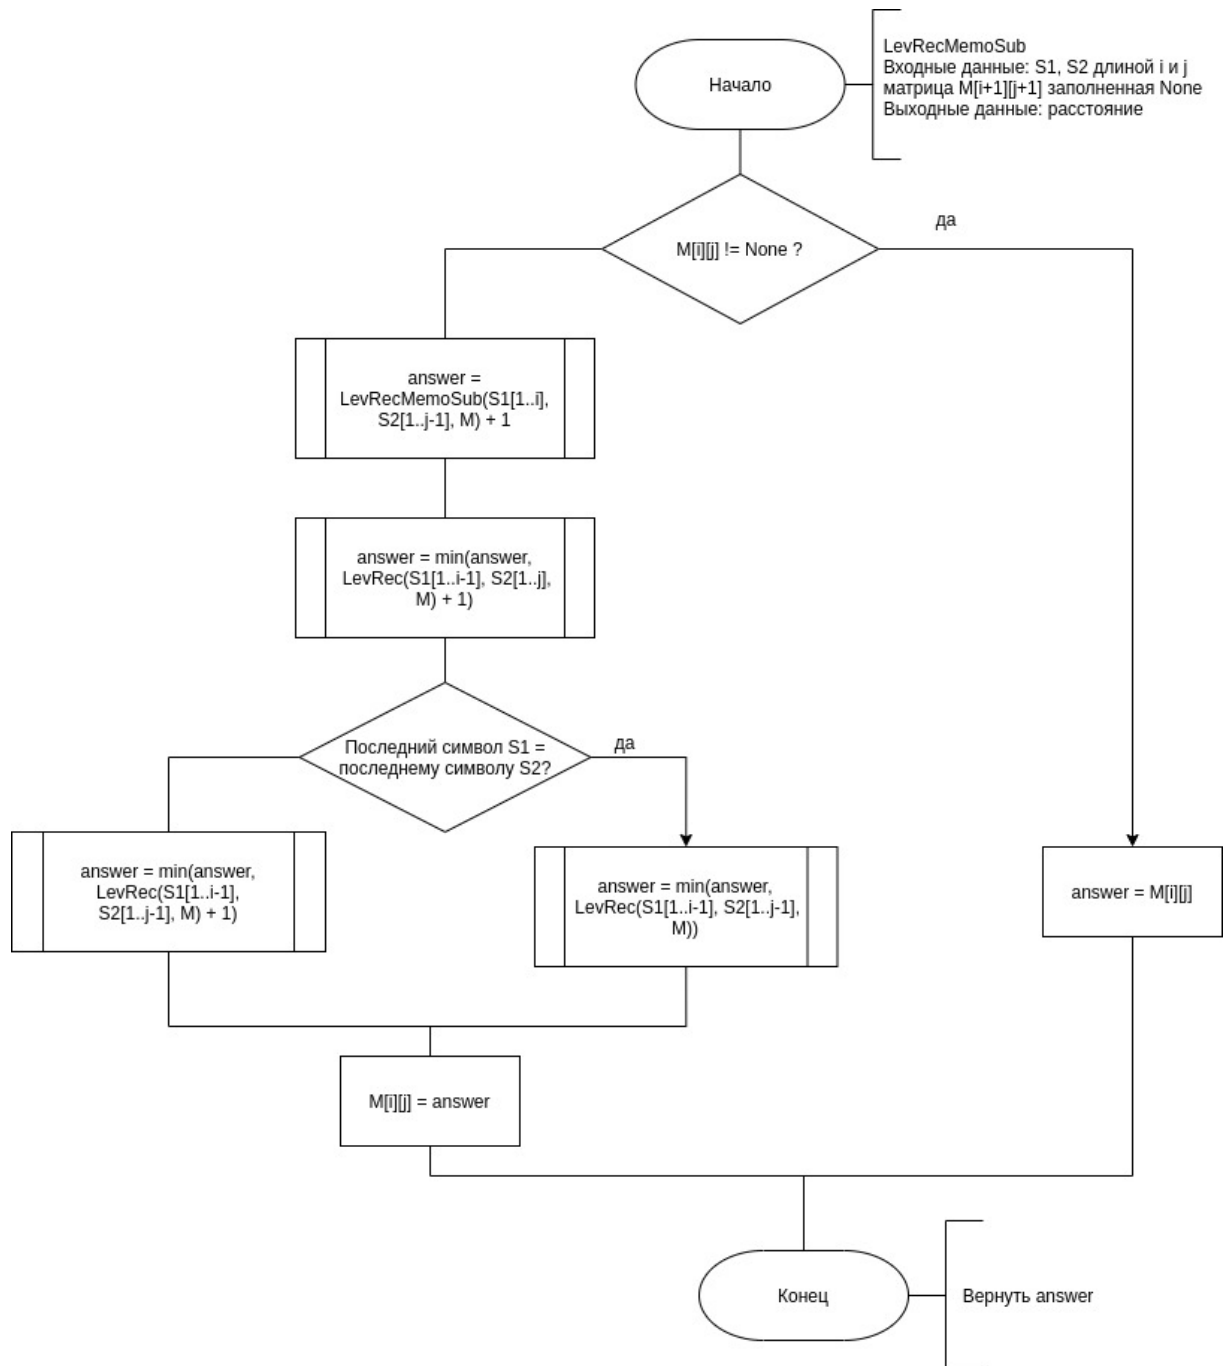 LevRecMemoSub
Входные данные: S1, S2 длиной i и j
матрица M[i+1][j+1] заполненная None
Выходные данные: расстояние
Начало
M[i][j] != None ?
да
answer =
LevRecMemoSub(S1[1..i],
S2[1..j-1], M) + 1
answer = min(answer,
LevRec(S1[1..i-1], S2[1..j],
M) + 1)
Последний символ S1 =
последнему символу S2?
да
answer = min(answer,
LevRec(S1[1..i-1],
S2[1..j-1], M) + 1)
answer = min(answer,
LevRec(S1[1..i-1], S2[1..j-1],
M))
answer = M[i][j]
M[i][j] = answer
Конец
Вернуть answer